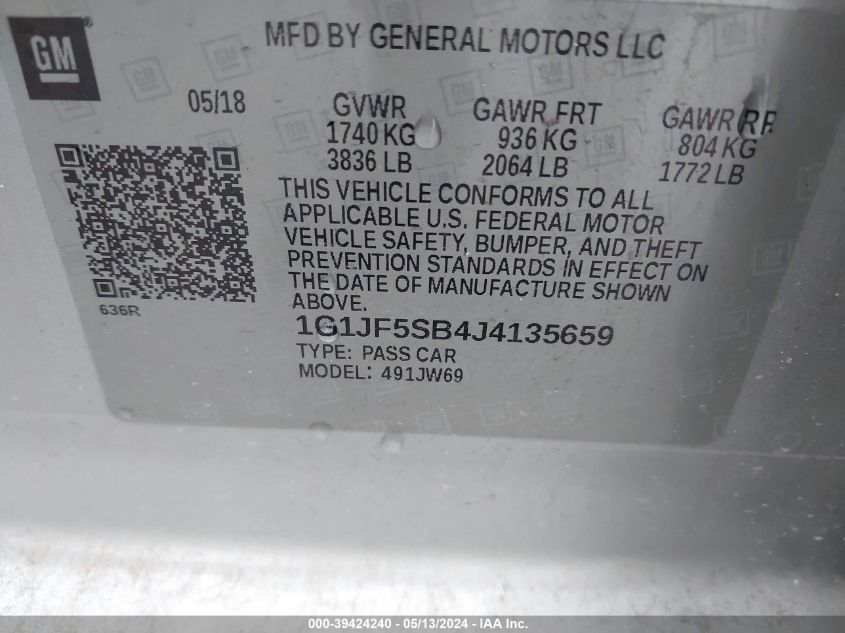 GM
MFD BY GENERAL MOTORS LLC
05/18
GVWR GAWR FRT GAWR RR
1740 KG 936 KG 804 KG
3836 LB 2064 LB 1772 LB
THIS VEHICLE CONFORMS TO ALL
APPLICABLE U.S. FEDERAL MOTOR
VEHICLE SAFETY, BUMPER, AND THEFT
PREVENTION STANDARDS IN EFFECT ON
THE DATE OF MANUFACTURE SHOWN
ABOVE.
636R
1G1JF5SB4J4135659
TYPE: PASS CAR
MODEL: 491JW69
000-39424240 - 05/13/2024 - IAA Inc.